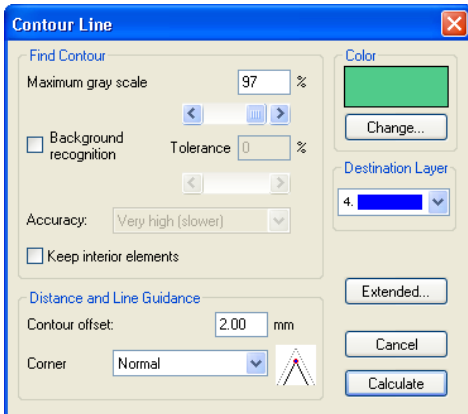 Contour Line
Find Contour
Maximum gray scale 97 %
Background recognition
Tolerance 0 %
Accuracy: Very high (slower)
Keep interior elements
Distance and Line Guidance
Contour offset: 2.00 mm
Corner Normal
Color
Change...
Destination Layer
4.
Extended...
Cancel
Calculate